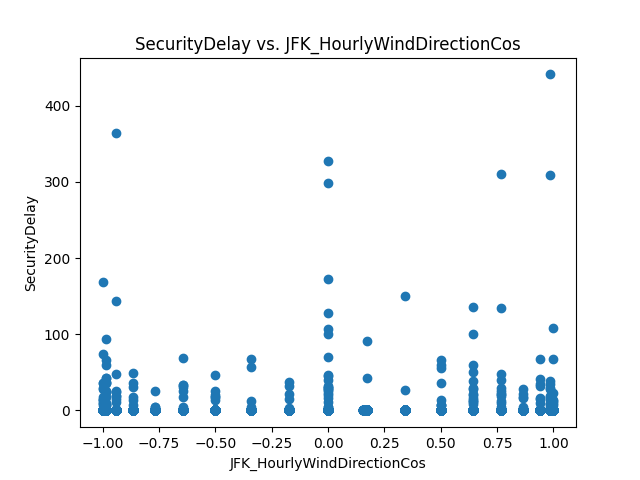 SecurityDelay vs. JFK_HourlyWindDirectionCos
400
300
200
100
0
SecurityDelay
−1.00 −0.75 −0.50 −0.25 0.00 0.25 0.50 0.75 1.00
JFK_HourlyWindDirectionCos